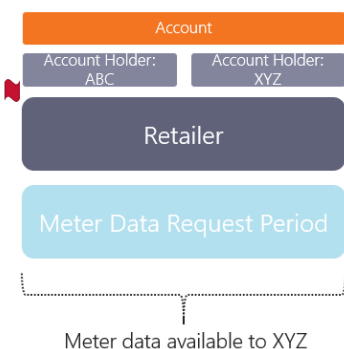 Account
Account Holder:
ABC
Account Holder:
XYZ
Retailer
Meter Data Request Period
Meter data available to XYZ